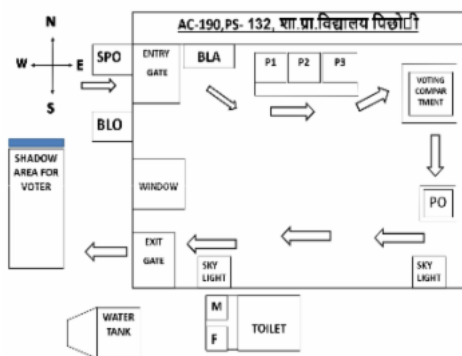 AC-190,PS- 132, शा.प्रा.विद्यालय
N
W E
S
SPO
ENTRY
GATE
BLA
P1 P2 P3
VOTING
COMPAR
TMENT
BLO
SHADOW
AREA FOR
VOTER
WINDOW
PO
EXIT
GATE
SKY
LIGHT
SKY
LIGHT
WATER
TANK
M
F
TOILET